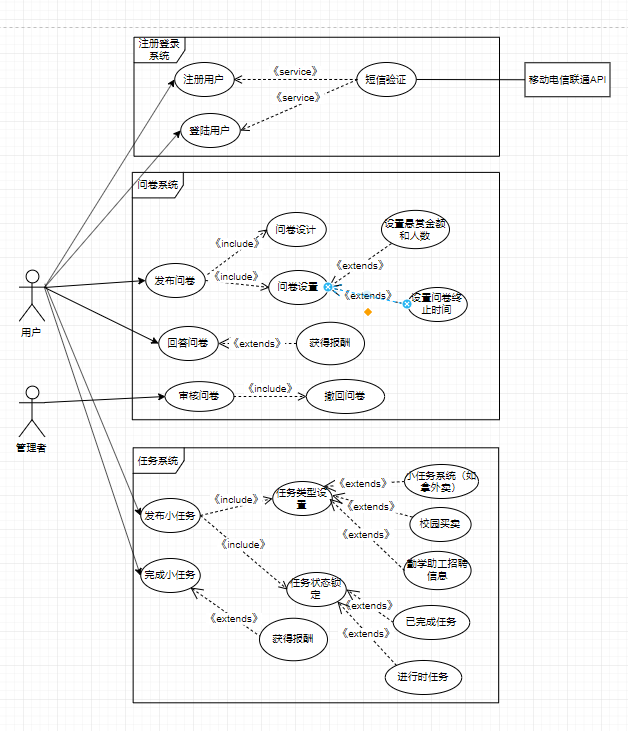 注册登录
系统
注册用户
《service》
短信验证
移动电信联通API
《service》
登陆用户
问卷系统
问卷设计
设置悬赏金额
和人数
《include》
《extends》
发布问卷
《include》
问卷设置
《extends》
设置问卷终
止时间
用户
回答问卷
《extends》
获得报酬
审核问卷
《include》
撤回问卷
管理者
任务系统
任务类型设
置
《extends》
小任务系统（如
拿外卖）
《include》
《extends》
校园买卖
发布小任务
《extends》
《include》
勤学助工招聘
信息
完成小任务
任务状态锁
定
《extends》
已完成任务
《extends》
获得报酬
《extends》
进行时任务